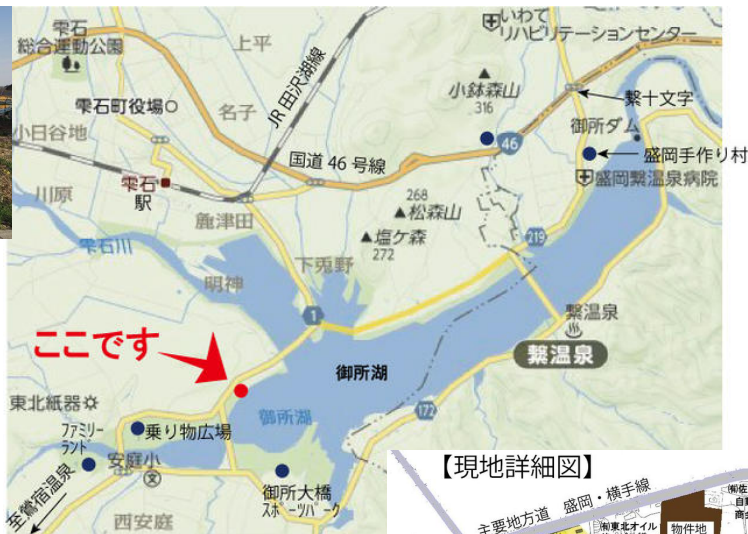 雫石
総合運動公園
上平
いわて
リハビリテーションセンター
JR田沢湖線
小鉢森山
316
繋十文字
雫石町役場
名子
御所ダム
小日谷地
46
盛岡手作り村
国道46号線
盛岡繋温泉病院
雫石
駅
川原
268
松森山
麁津田
塩ケ森
272
219
雫石川
下兎野
明神
1
繋温泉
ここです
御所湖
繋温泉
東北紙器
御所湖
172
ファミリー
ランド
乗り物広場
安庭小
【現地詳細図】
至鶯宿温泉
御所大橋
スポーツパーク
西安庭
主要地方道 盛岡・横手線
㈲東北オイル
物件地